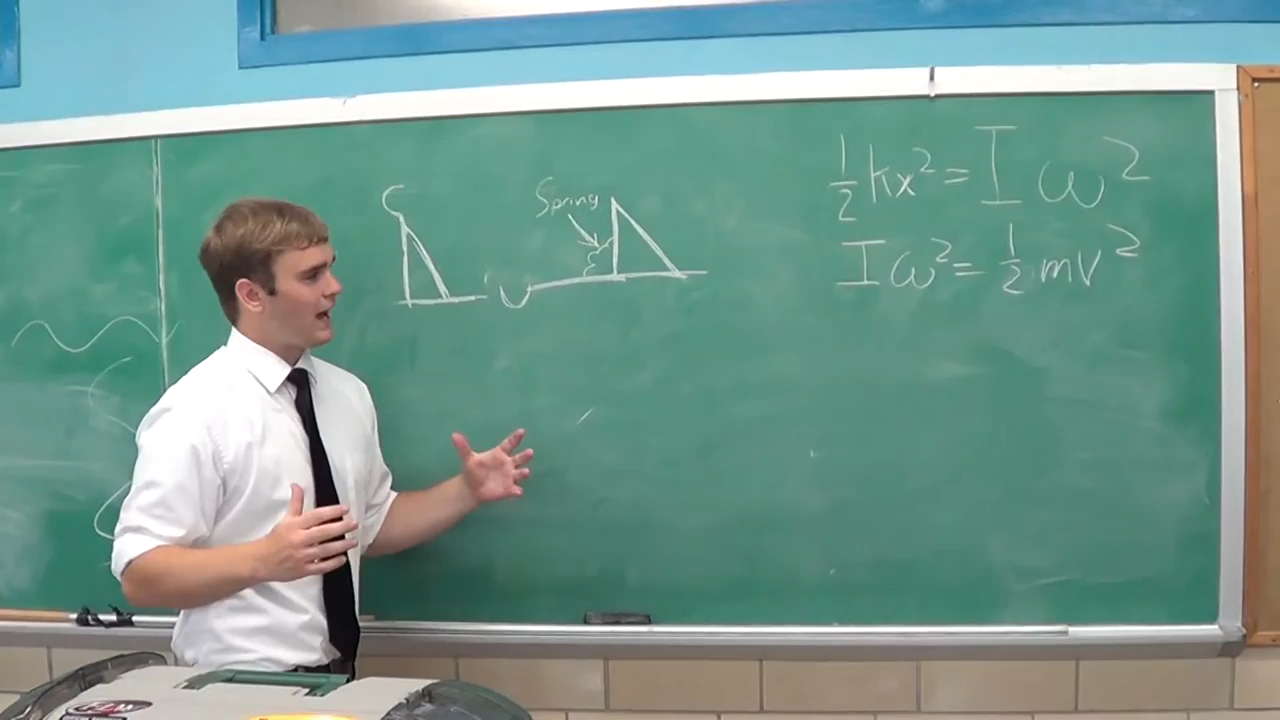 Spring
½kx²=Iω²
Iω²=½mv²